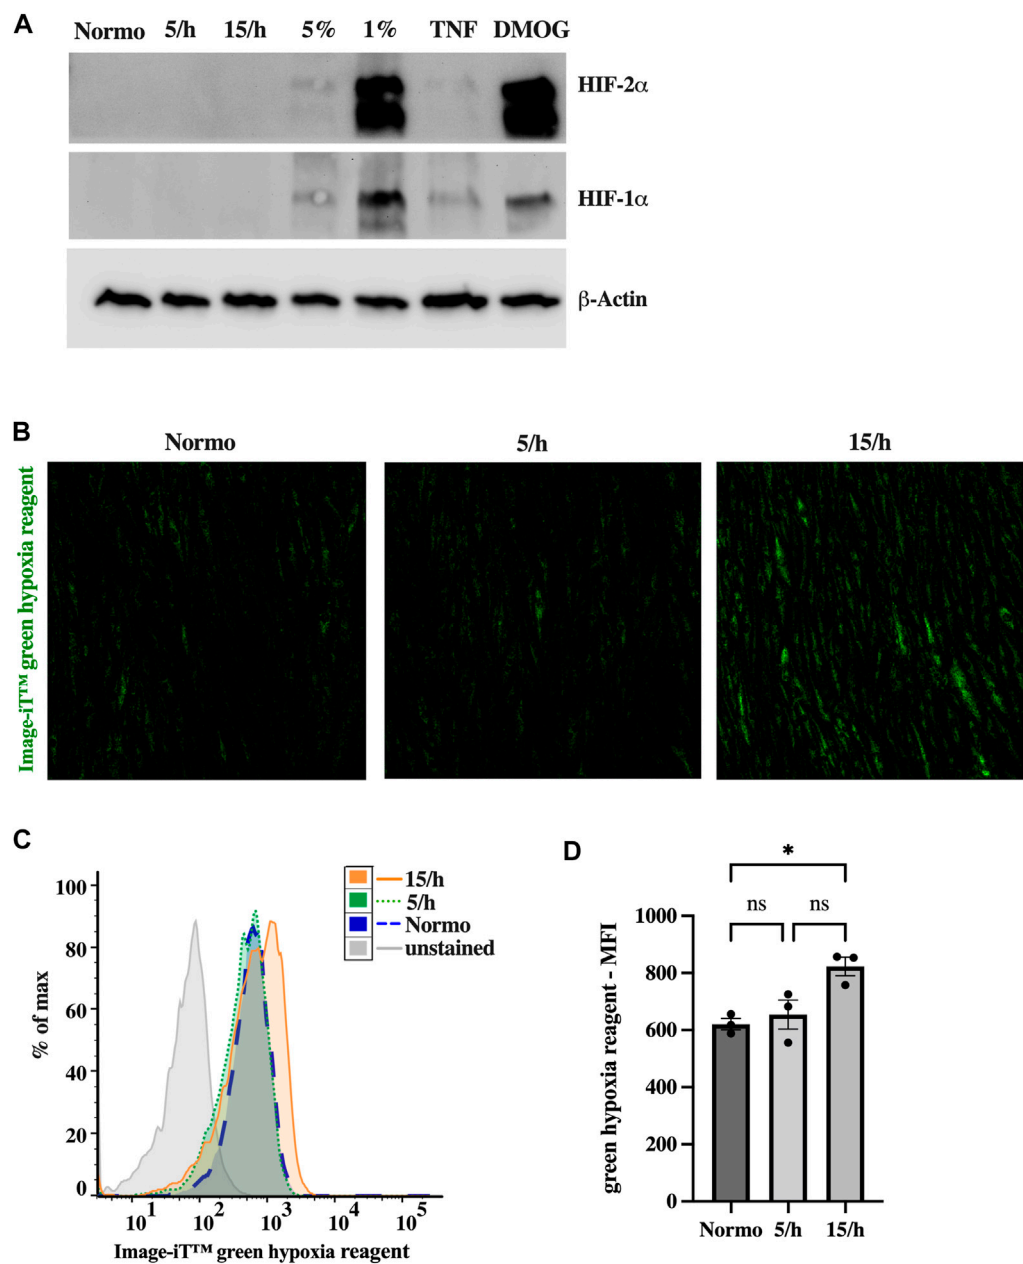 A
Normo 5/h 15/h 5% 1% TNF DMOG
HIF-2α
HIF-1α
β-Actin
B
Normo 5/h 15/h
Image-iT™ green hypoxia reagent
C
% of max
100
80
60
40
20
0
10¹ 10² 10³ 10⁴ 10⁵
Image-iT™ green hypoxia reagent
15/h
5/h
Normo
unstained
D
*
ns ns
green hypoxia reagent - MFI
1000
800
600
400
200
0
Normo 5/h 15/h